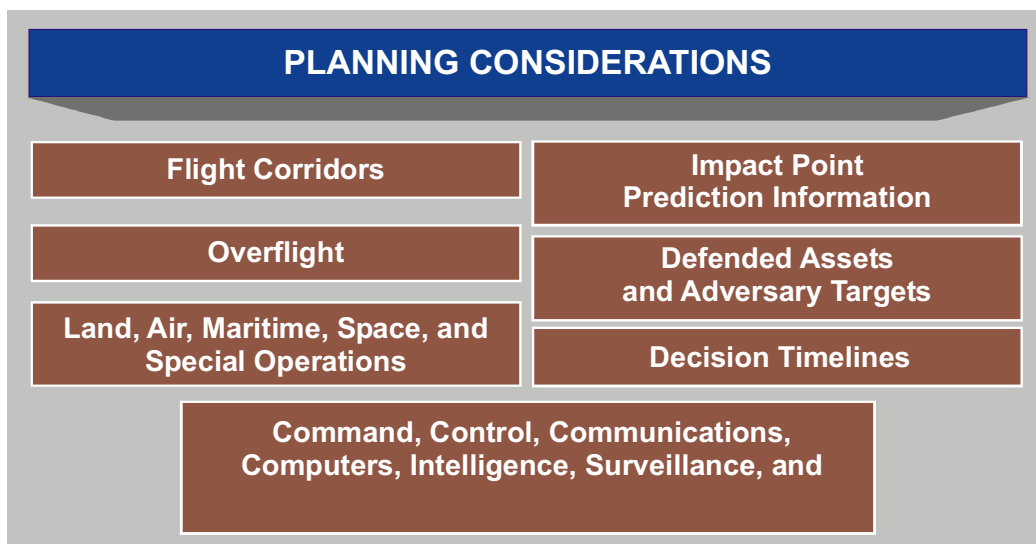 PLANNING CONSIDERATIONS
Flight Corridors
Overflight
Land, Air, Maritime, Space, and
Special Operations
Impact Point
Prediction Information
Defended Assets
and Adversary Targets
Decision Timelines
Command, Control, Communications,
Computers, Intelligence, Surveillance, and